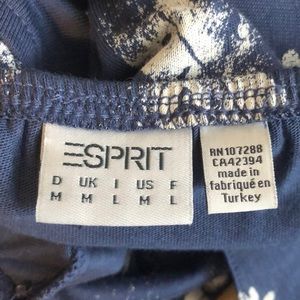 ESPRIT
D UK I US F
M M L M L
RN107288
CA42394
made in
fabriqué en
Turkey